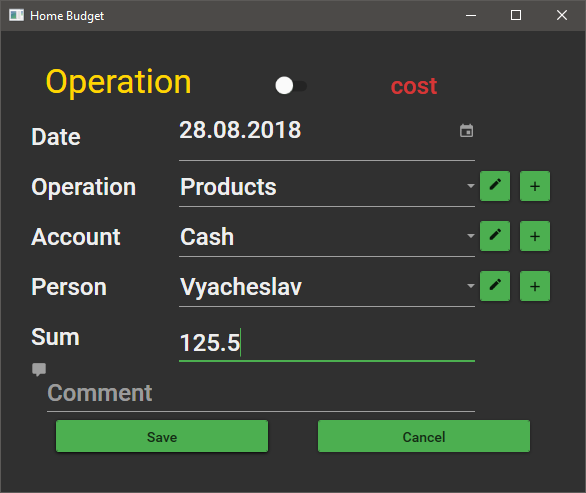 Home Budget
Operation cost
Date 28.08.2018
Operation Products
Account Cash
Person Vyacheslav
Sum 125.5
Comment
Save Cancel